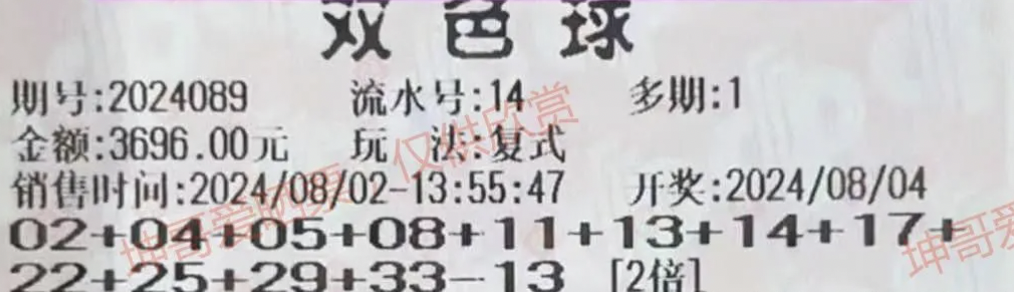 双色球
期号:2024089 流水号:14 多期:1
金额:3696.00元 玩 法:复式
销售时间:2024/08/02-13:55:47 开奖:2024/08/04
02+04+05+08+11+13+14+17+
22+25+29+33-13 [2倍]
坤哥爱购票,仅供欣赏
坤哥爱